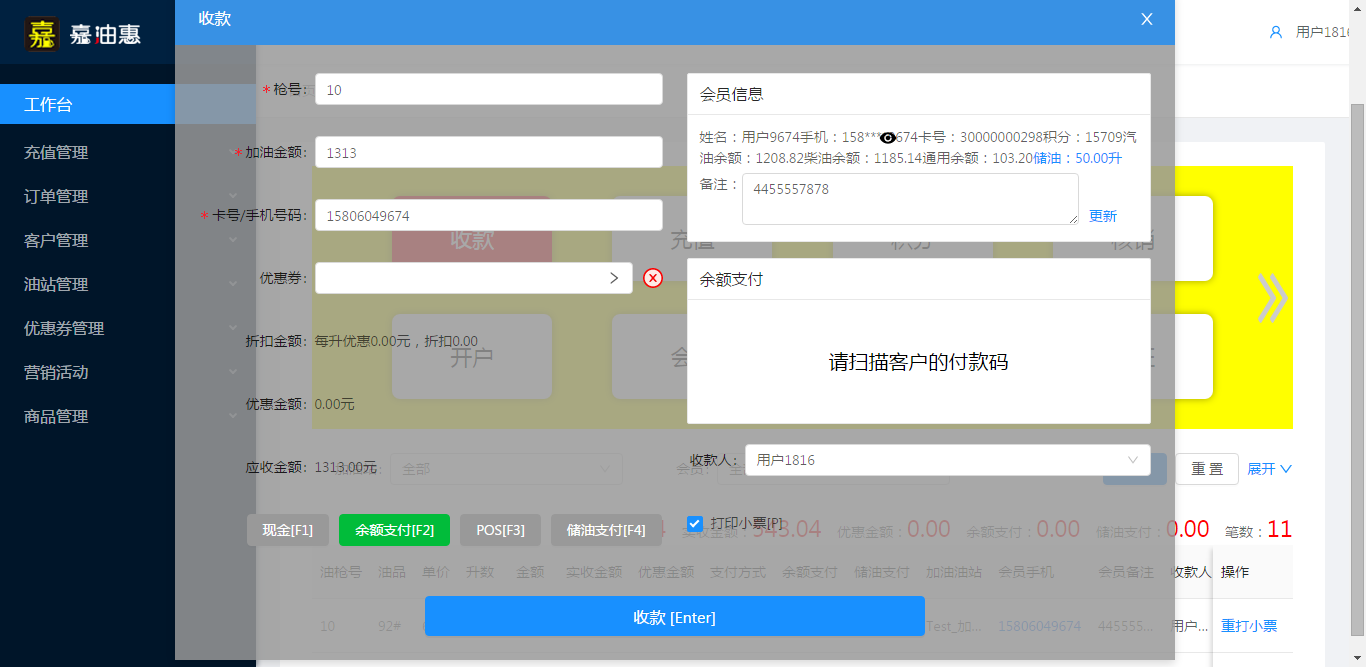 嘉
嘉油惠
收款
X
用户181
工作台
充值管理
订单管理
客户管理
油站管理
优惠券管理
营销活动
商品管理
* 枪号: 10
* 加油金额: 1313
* 卡号/手机号码: 15806049674
优惠券:
折扣金额: 每升优惠0.00元，折扣0.00
优惠金额: 0.00元
应收金额: 1313.00元
会员信息
姓名：用户9674手机：158***674卡号：30000000298积分：15709汽
油余额：1208.82柴油余额：1185.14通用余额：103.20储油：50.00升
备注： 4455557878
更新
余额支付
请扫描客户的付款码
收款人: 用户1816
收款 充值 积分 核销
开户 会
全部 会员:
重置 展开
现金[F1] 余额支付[F2] POS[F3] 储油支付[F4] 打印小票[P]
实收金额: 943.04 优惠金额: 0.00 余额支付: 0.00 储油支付: 0.00 笔数: 11
油枪号 油品 单价 升数 金额 实收金额 优惠金额 支付方式 余额支付 储油支付 加油油站 会员手机 会员备注 收款人 操作
收款 [Enter]
10 92# Test_加... 15806049674 445555... 用户... 重打小票